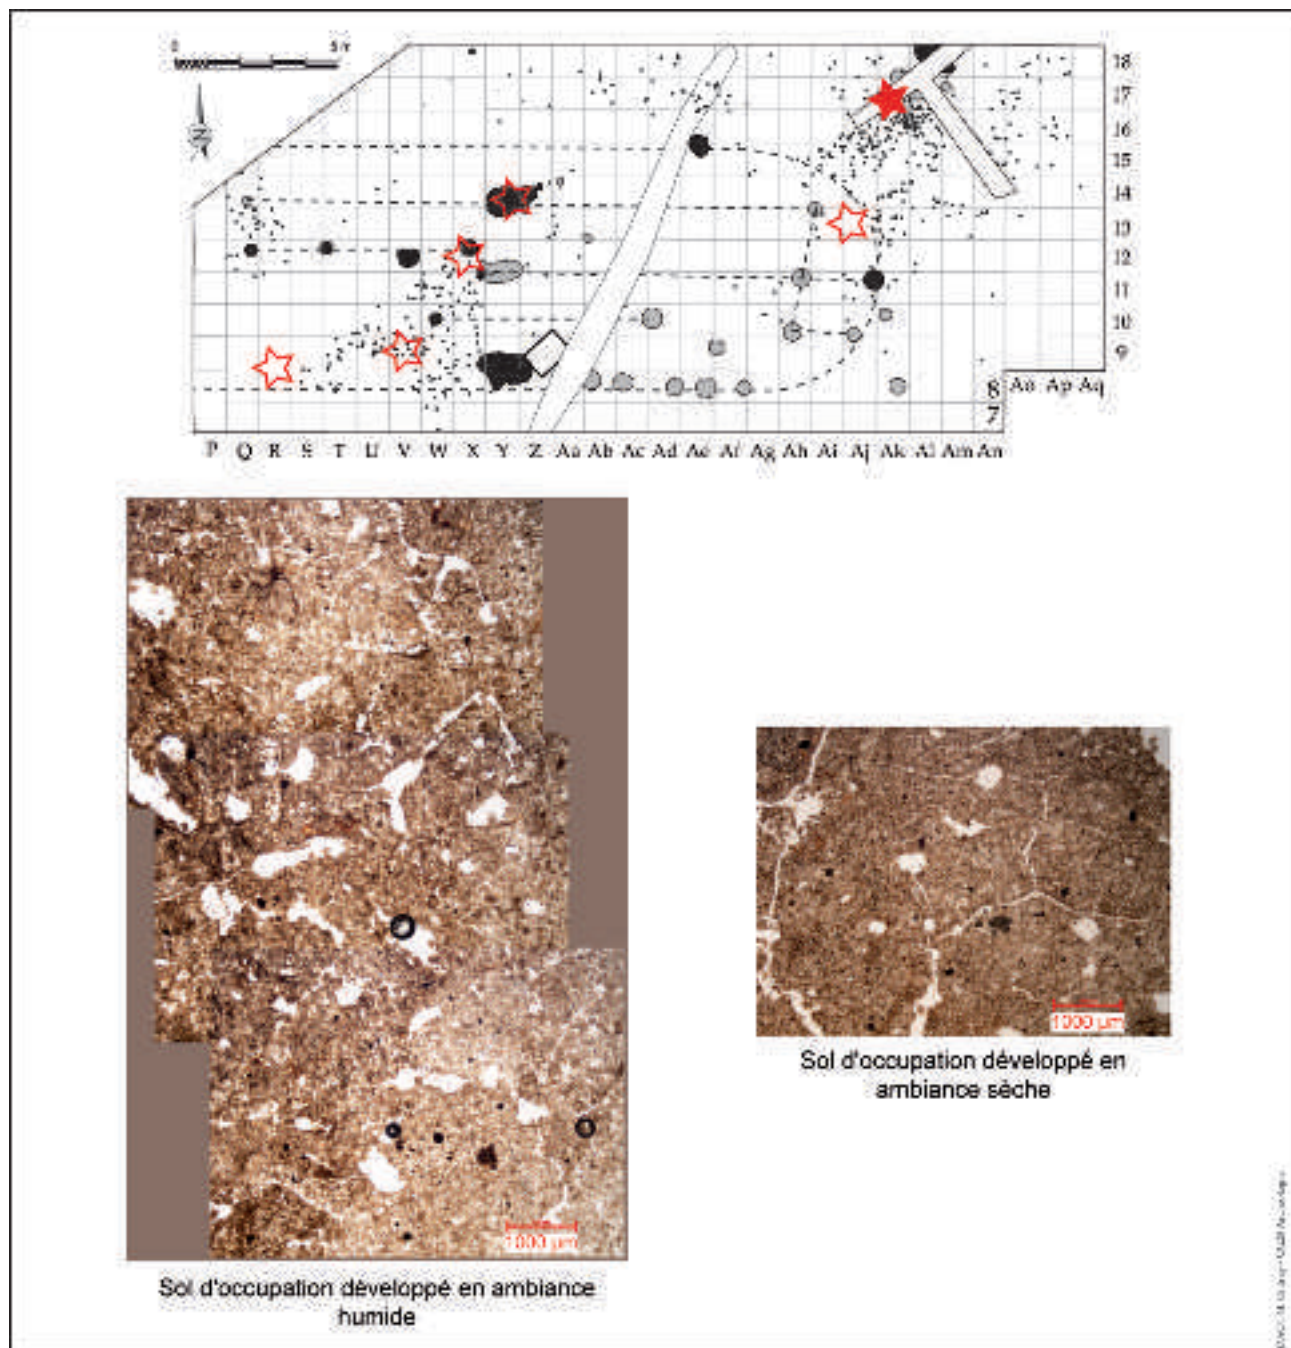 0 5 m
N
18
17
16
15
14
13
12
11
10
9
8 Ao Ap Aq
7
P Q R S T U V W X Y Z Aa Ab Ac Ad Ae Af Ag Ah Ai Aj Ak Al Am An
1000 µm
Sol d'occupation développé en ambiance
humide
1000 µm
Sol d'occupation développé en
ambiance sèche